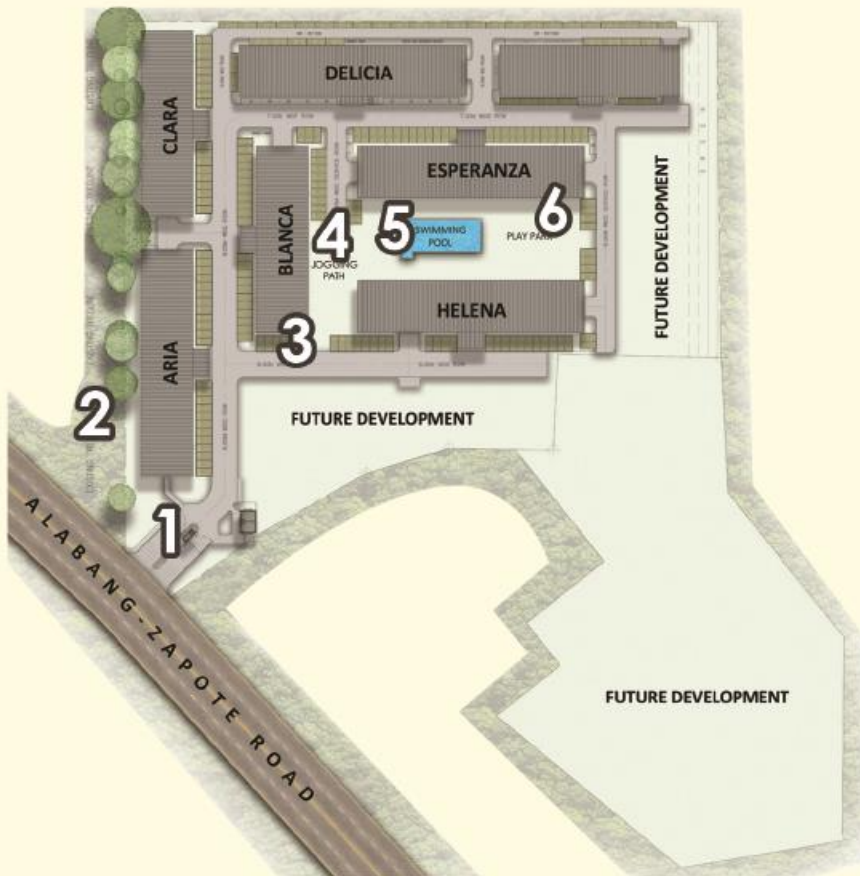 DELICIA
CLARA
ESPERANZA
BLANCA
6
4
5
SWIMMING
POOL
PLAY PARK
JOGGING
PATH
FUTURE DEVELOPMENT
HELENA
3
ARIA
2
FUTURE DEVELOPMENT
1
ALABANG-ZAPOTE ROAD
FUTURE DEVELOPMENT